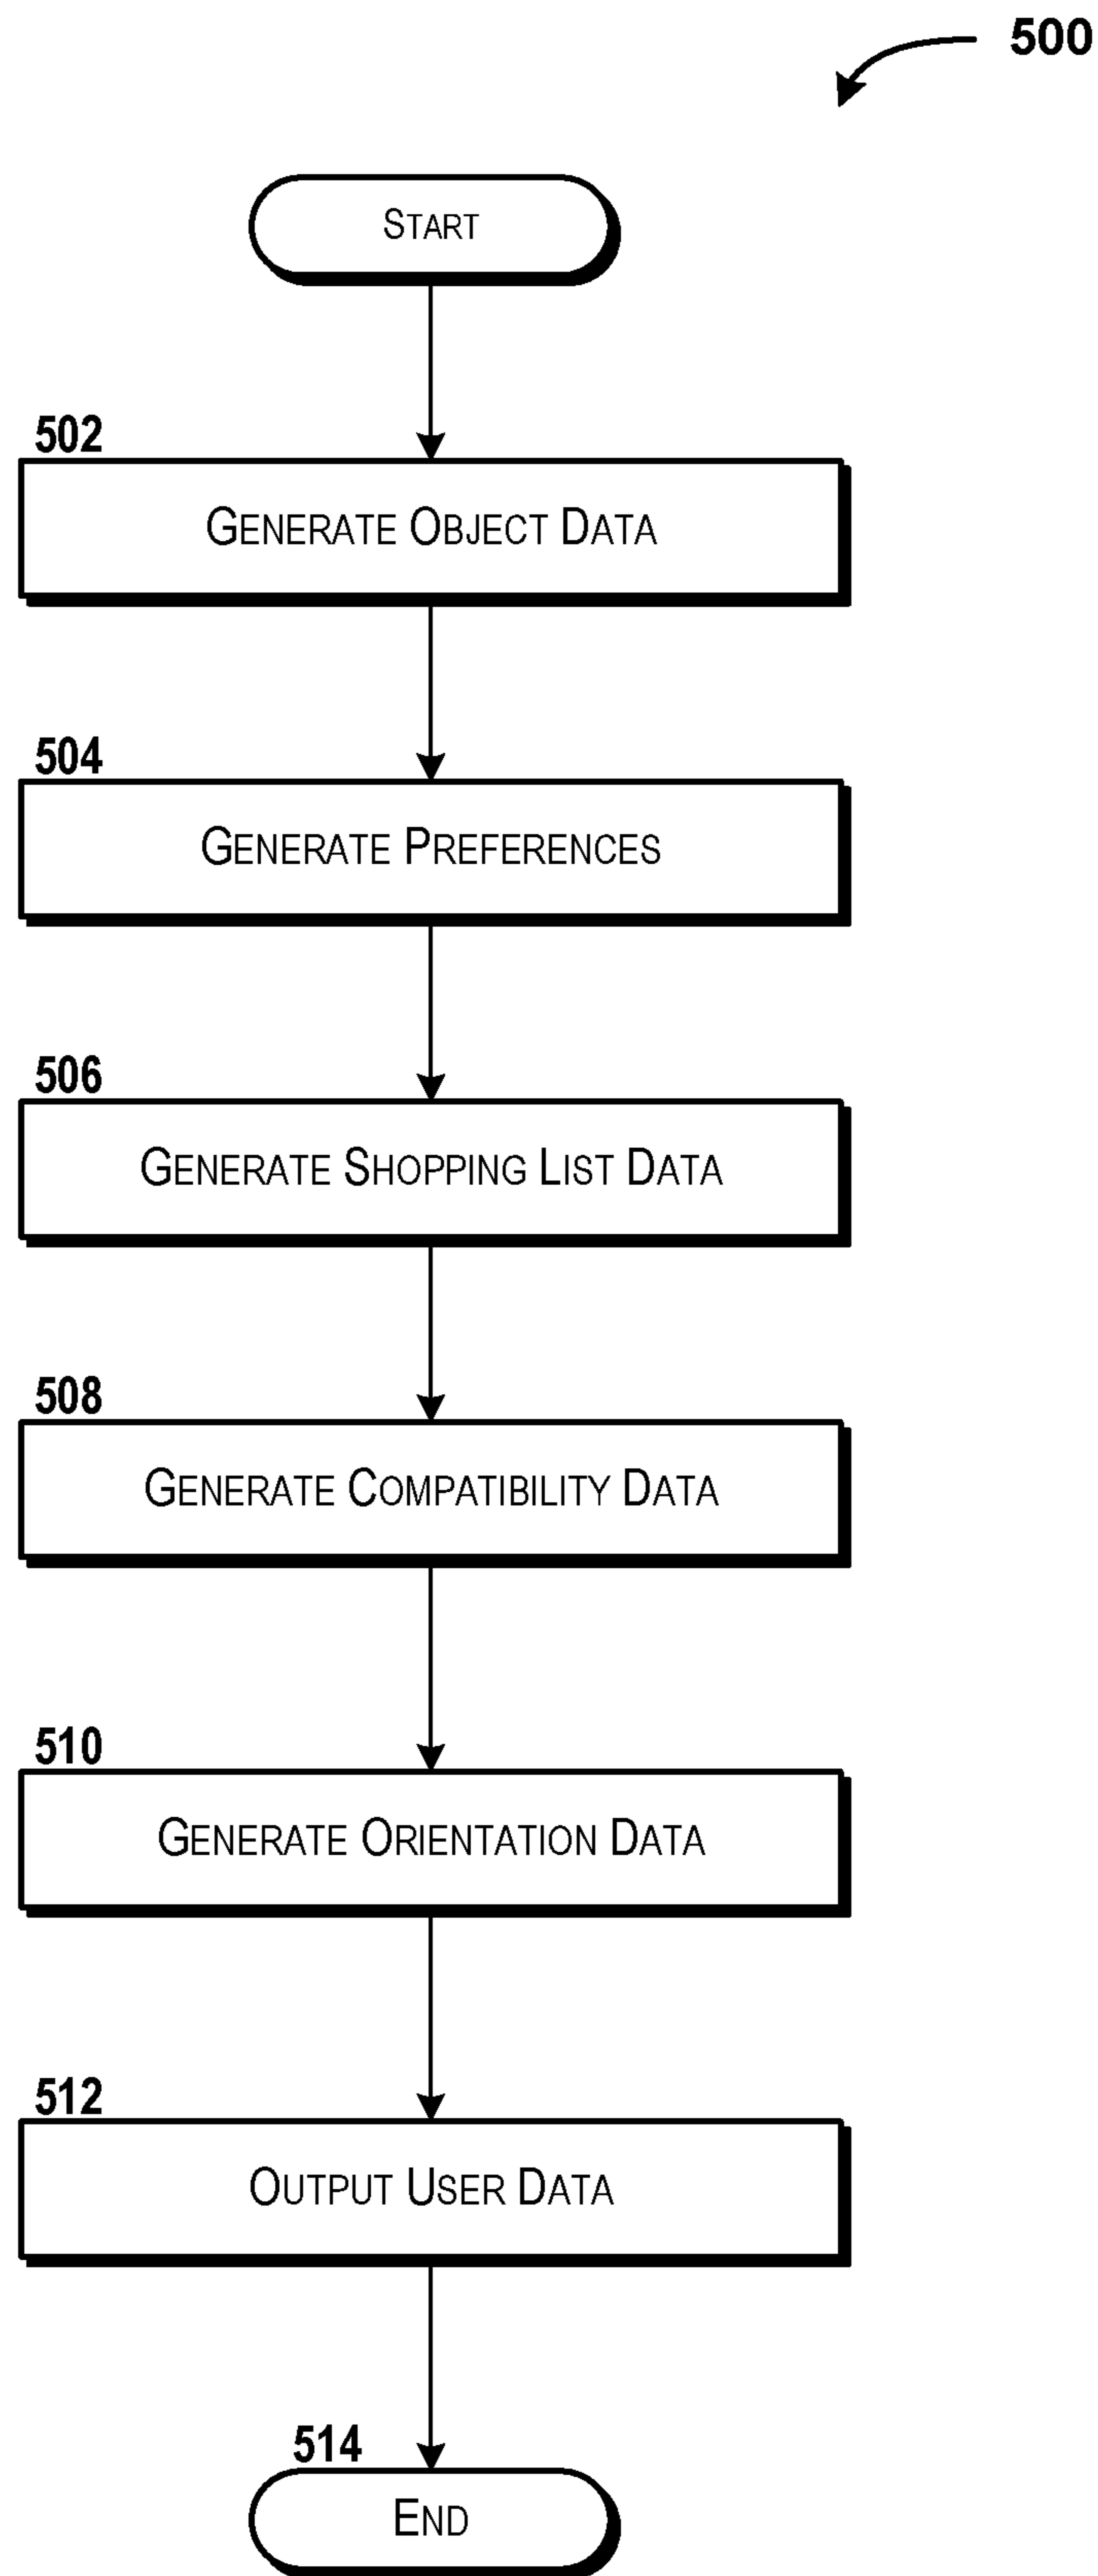 500
START
502
GENERATE OBJECT DATA
504
GENERATE PREFERENCES
506
GENERATE SHOPPING LIST DATA
508
GENERATE COMPATIBILITY DATA
510
GENERATE ORIENTATION DATA
512
OUTPUT USER DATA
514
END